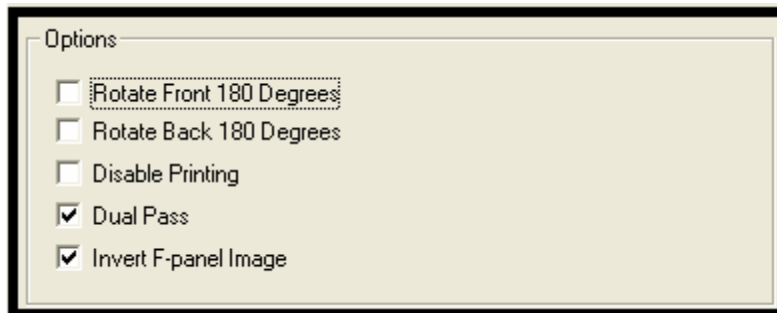 Options
Rotate Front 180 Degrees
Rotate Back 180 Degrees
Disable Printing
Dual Pass
Invert F-panel Image